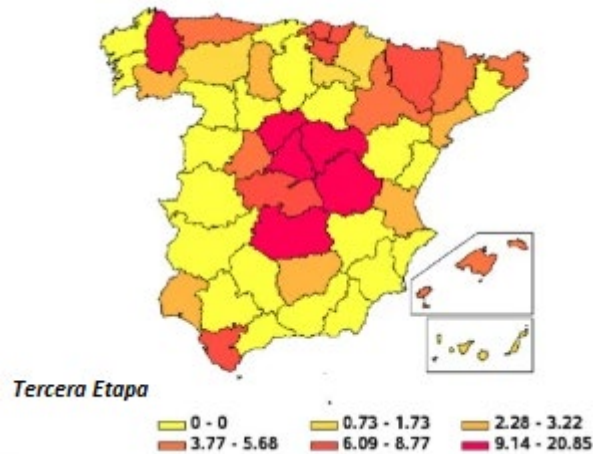 Tercera Etapa
0 - 0 0.73 - 1.73 2.28 - 3.22
3.77 - 5.68 6.09 - 8.77 9.14 - 20.85